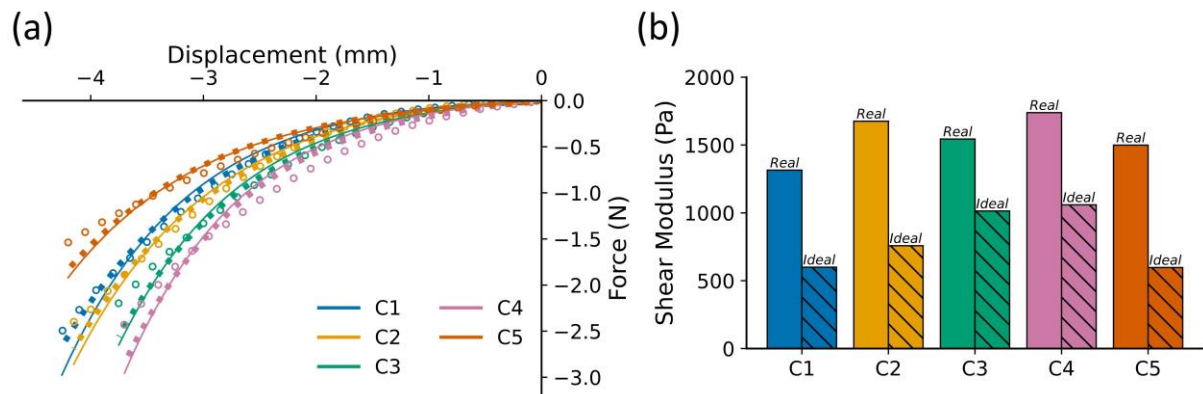 (a)
Displacement (mm)
−4 −3 −2 −1 0
0.0
−0.5
−1.0
−1.5
−2.0
−2.5
−3.0
Force (N)
C1 C4
C2 C5
C3
(b)
Shear Modulus (Pa)
2000
1500
1000
500
0
Real Ideal
Real Ideal
Real Ideal
Real Ideal
Real Ideal
C1 C2 C3 C4 C5